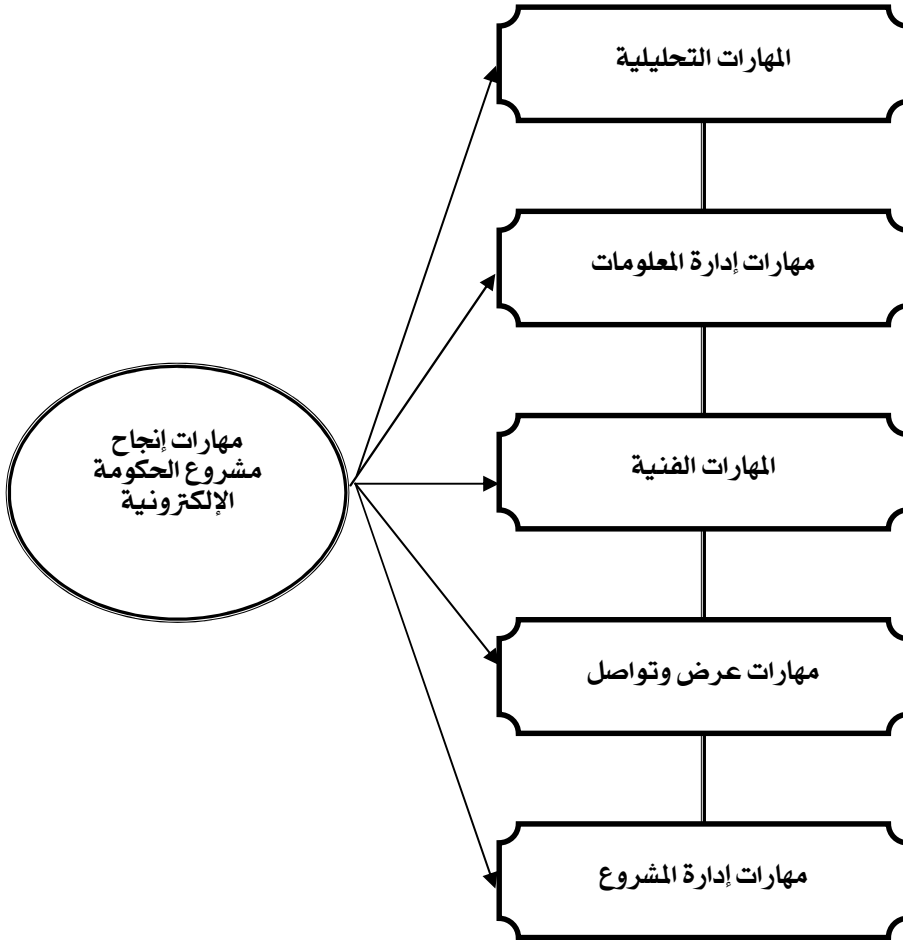 المهارات التحليلية
مهارات إدارة المعلومات
مهارات إنجاح
مشروع الحكومة
الإلكترونية
المهارات الفنية
مهارات عرض وتواصل
مهارات إدارة المشروع